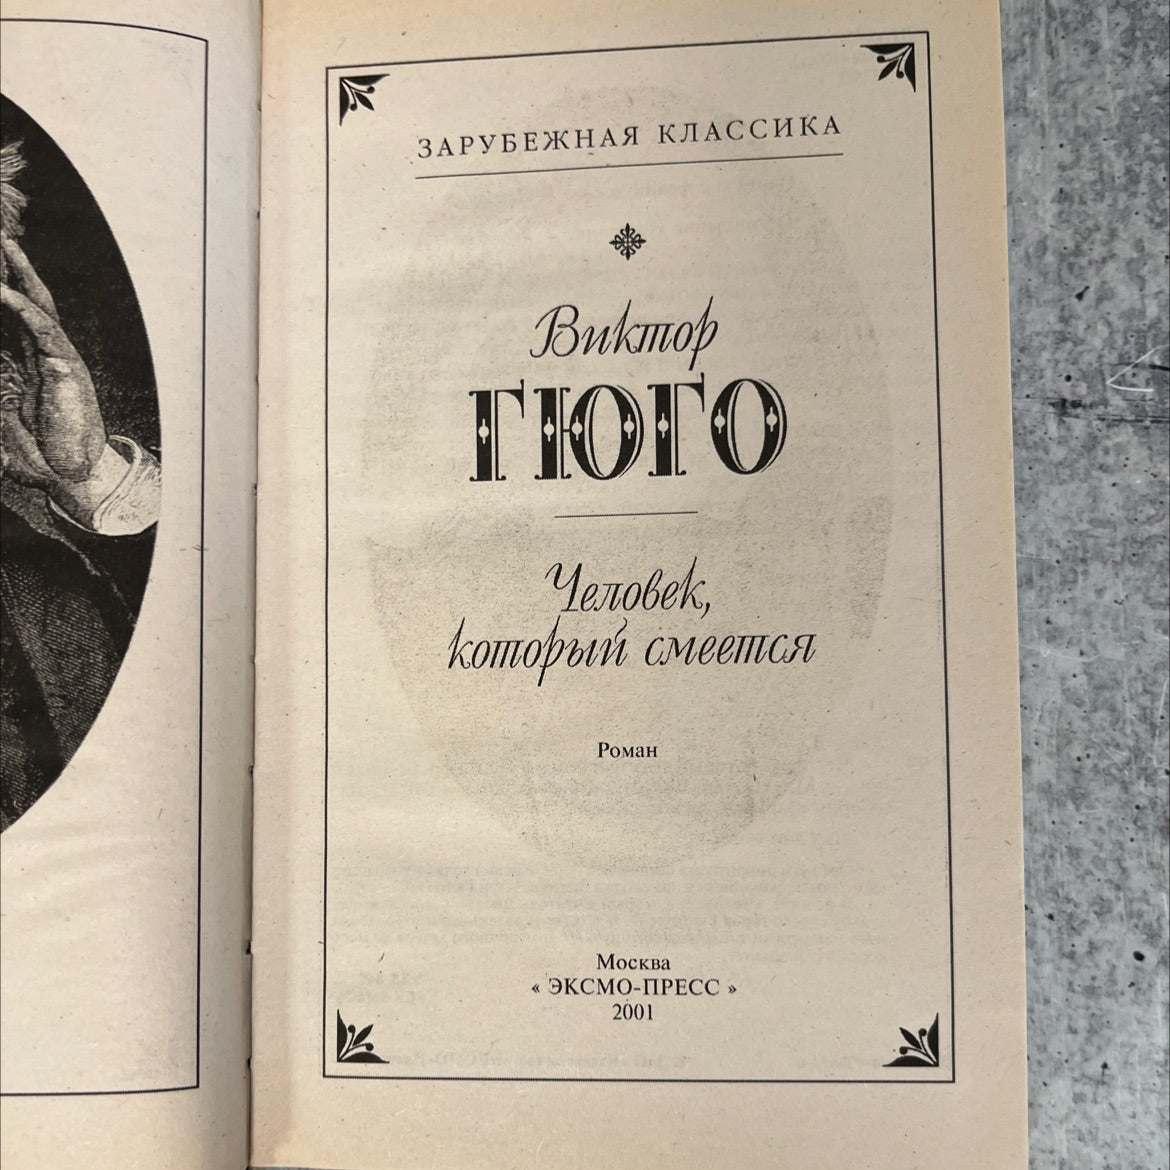 ЗАРУБЕЖНАЯ КЛАССИКА
Виктор
ГЮГО
Человек,
который смеется
Роман
Москва
« ЭКСМО-ПРЕСС »
2001